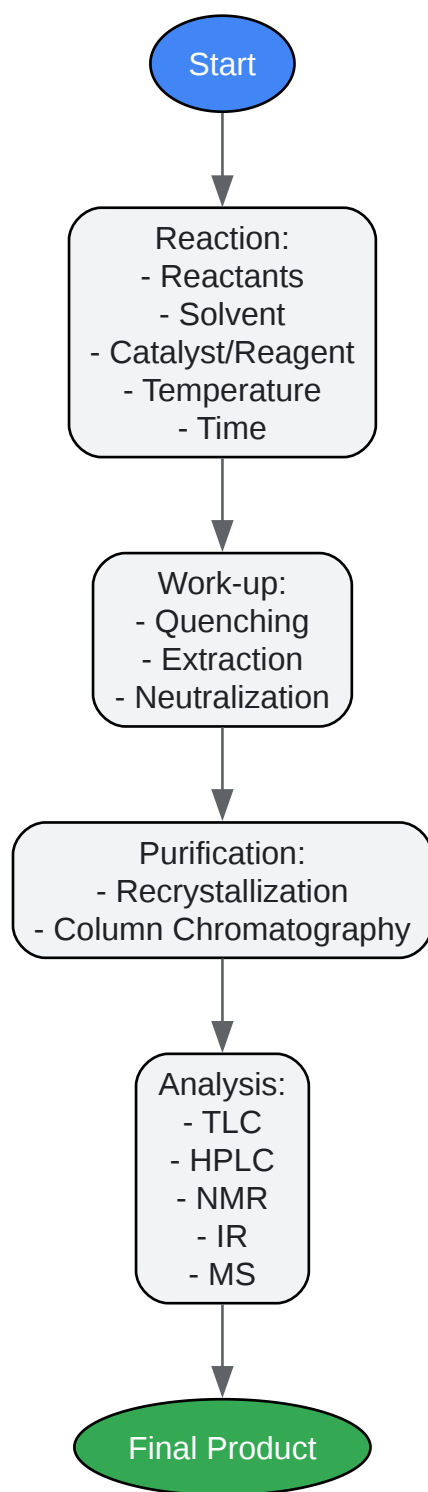 Start
Reaction:
- Reactants
- Solvent
- Catalyst/Reagent
- Temperature
- Time
Work-up:
- Quenching
- Extraction
- Neutralization
Purification:
- Recrystallization
- Column Chromatography
Analysis:
- TLC
- HPLC
- NMR
- IR
- MS
Final Product